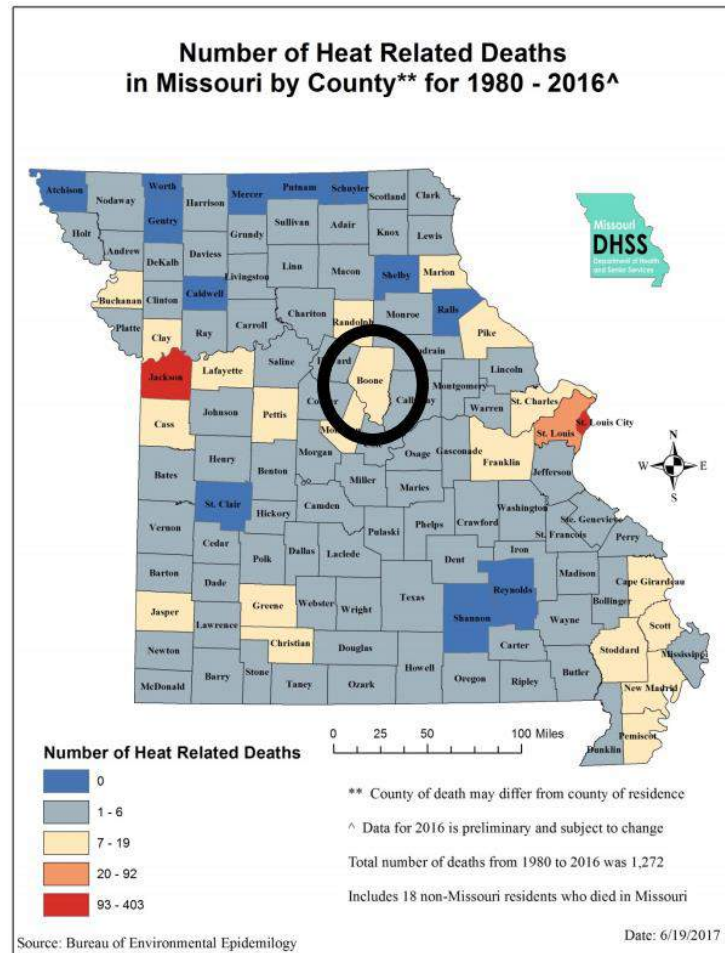 Number of Heat Related Deaths
in Missouri by County** for 1980 - 2016^
Missouri
DHSS
Department of Health
and Senior Services
Atchison
Nodaway
Worth
Gentry
Harrison
Mercer
Putnam
Schuyler
Scotland
Clark
Holt
Andrew
DeKalb
Daviess
Grundy
Sullivan
Adair
Knox
Lewis
Buchanan
Clinton
Caldwell
Livingston
Linn
Macon
Shelby
Marion
Platte
Clay
Ray
Carroll
Chariton
Randolph
Monroe
Ralls
Pike
Jackson
Lafayette
Saline
Boone
Montgomery
Lincoln
Warren
St. Charles
St. Louis
St. Louis City
Cass
Johnson
Pettis
Morgan
Osage
Gasconade
Franklin
Jefferson
Bates
Henry
Benton
Miller
Maries
St. Clair
Hickory
Camden
Pulaski
Phelps
Crawford
Washington
St. Francois
Ste. Genevieve
Perry
Vernon
Cedar
Polk
Dallas
Laclede
Dent
Iron
Madison
Bollinger
Cape Girardeau
Barton
Dade
Greene
Webster
Wright
Texas
Shannon
Reynolds
Wayne
Scott
Mississippi
Jasper
Lawrence
Christian
Douglas
Howell
Carter
Butler
Stoddard
New Madrid
Newton
McDonald
Barry
Stone
Taney
Ozark
Oregon
Ripley
Dunklin
Pemiscot
N
W
E
S
0 25 50 100 Miles
Number of Heat Related Deaths
0
1 - 6
7 - 19
20 - 92
93 - 403
** County of death may differ from county of residence
^ Data for 2016 is preliminary and subject to change
Total number of deaths from 1980 to 2016 was 1,272
Includes 18 non-Missouri residents who died in Missouri
Source: Bureau of Environmental Epidemilogy
Date: 6/19/2017